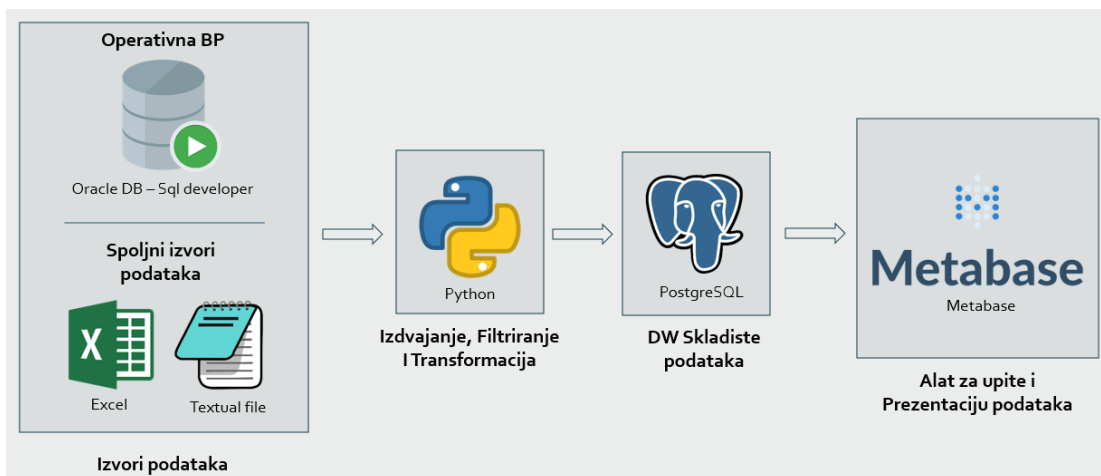 Operativna BP
Oracle DB – Sql developer
Spoljni izvori
podataka
X
Excel
Textual file
Izvori podataka
Python
Izdvajanje, Filtriranje
I Transformacija
PostgreSQL
DW Skladiste
podataka
Metabase
Metabase
Alat za upite i
Prezentaciju podataka